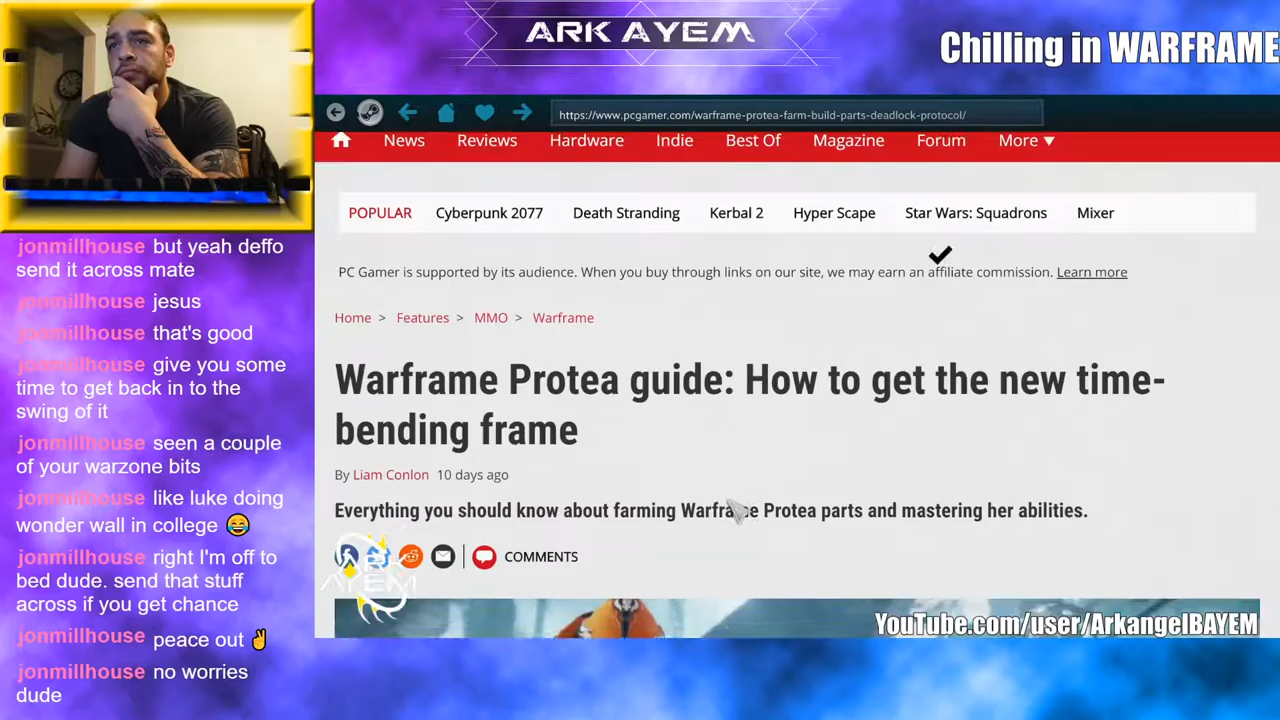 ARK AYEM
Chilling in WARFRAME
https://www.pcgamer.com/warframe-protea-farm-build-parts-deadlock-protocol/
News Reviews Hardware Indie Best Of Magazine Forum More ▼
POPULAR Cyberpunk 2077 Death Stranding Kerbal 2 Hyper Scape Star Wars: Squadrons Mixer
PC Gamer is supported by its audience. When you buy through links on our site, we may earn an affiliate commission. Learn more
Home > Features > MMO > Warframe
Warframe Protea guide: How to get the new time-
bending frame
By Liam Conlon 10 days ago
Everything you should know about farming Warframe Protea parts and mastering her abilities.
COMMENTS
ARK
AYEM
YouTube.com/user/ArkangelBAYEM
jonmillhouse but yeah deffo
send it across mate
jonmillhouse jesus
jonmillhouse that's good
jonmillhouse give you some
time to get back in to the
swing of it
jonmillhouse seen a couple
of your warzone bits
jonmillhouse like luke doing
wonder wall in college 😂
jonmillhouse right I'm off to
bed dude. send that stuff
across if you get chance
jonmillhouse peace out ✌
jonmillhouse no worries
dude